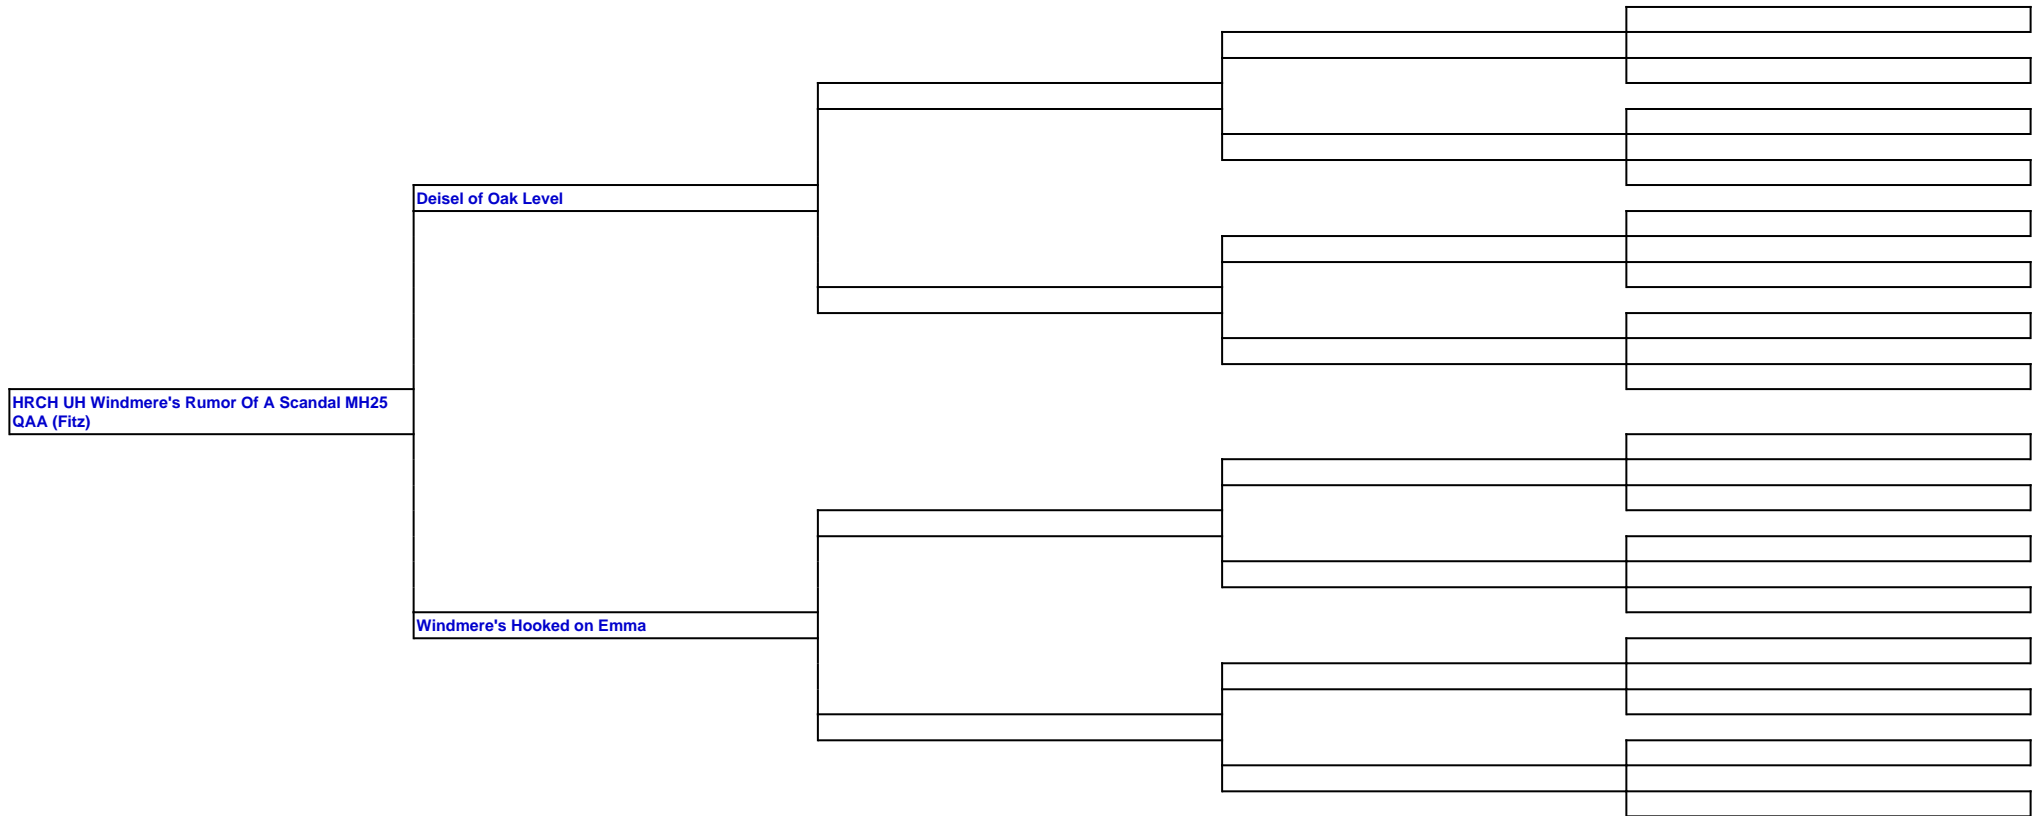 Deisel of Oak Level
HRCH UH Windmere's Rumor Of A Scandal MH25
QAA (Fitz)
Windmere's Hooked on Emma